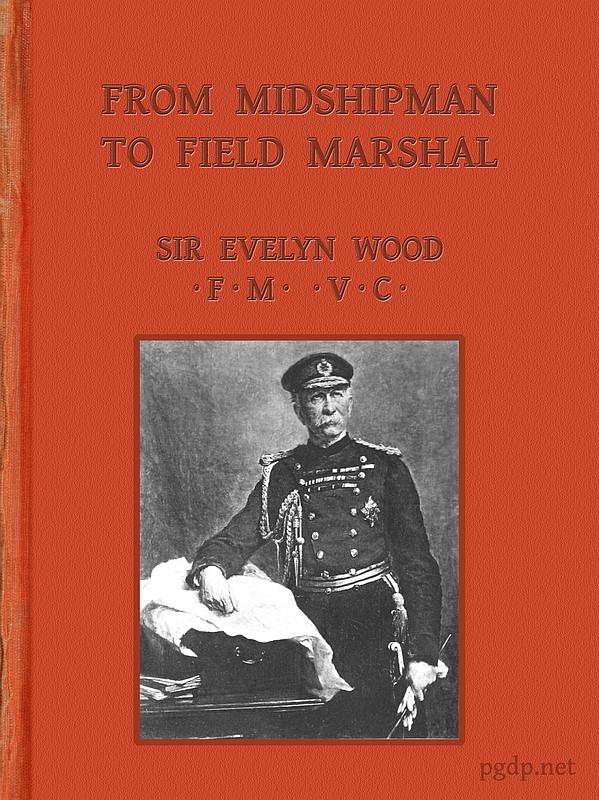 FROM MIDSHIPMAN
TO FIELD MARSHAL
SIR EVELYN WOOD
·F·M· ·V·C·
pgdp.net